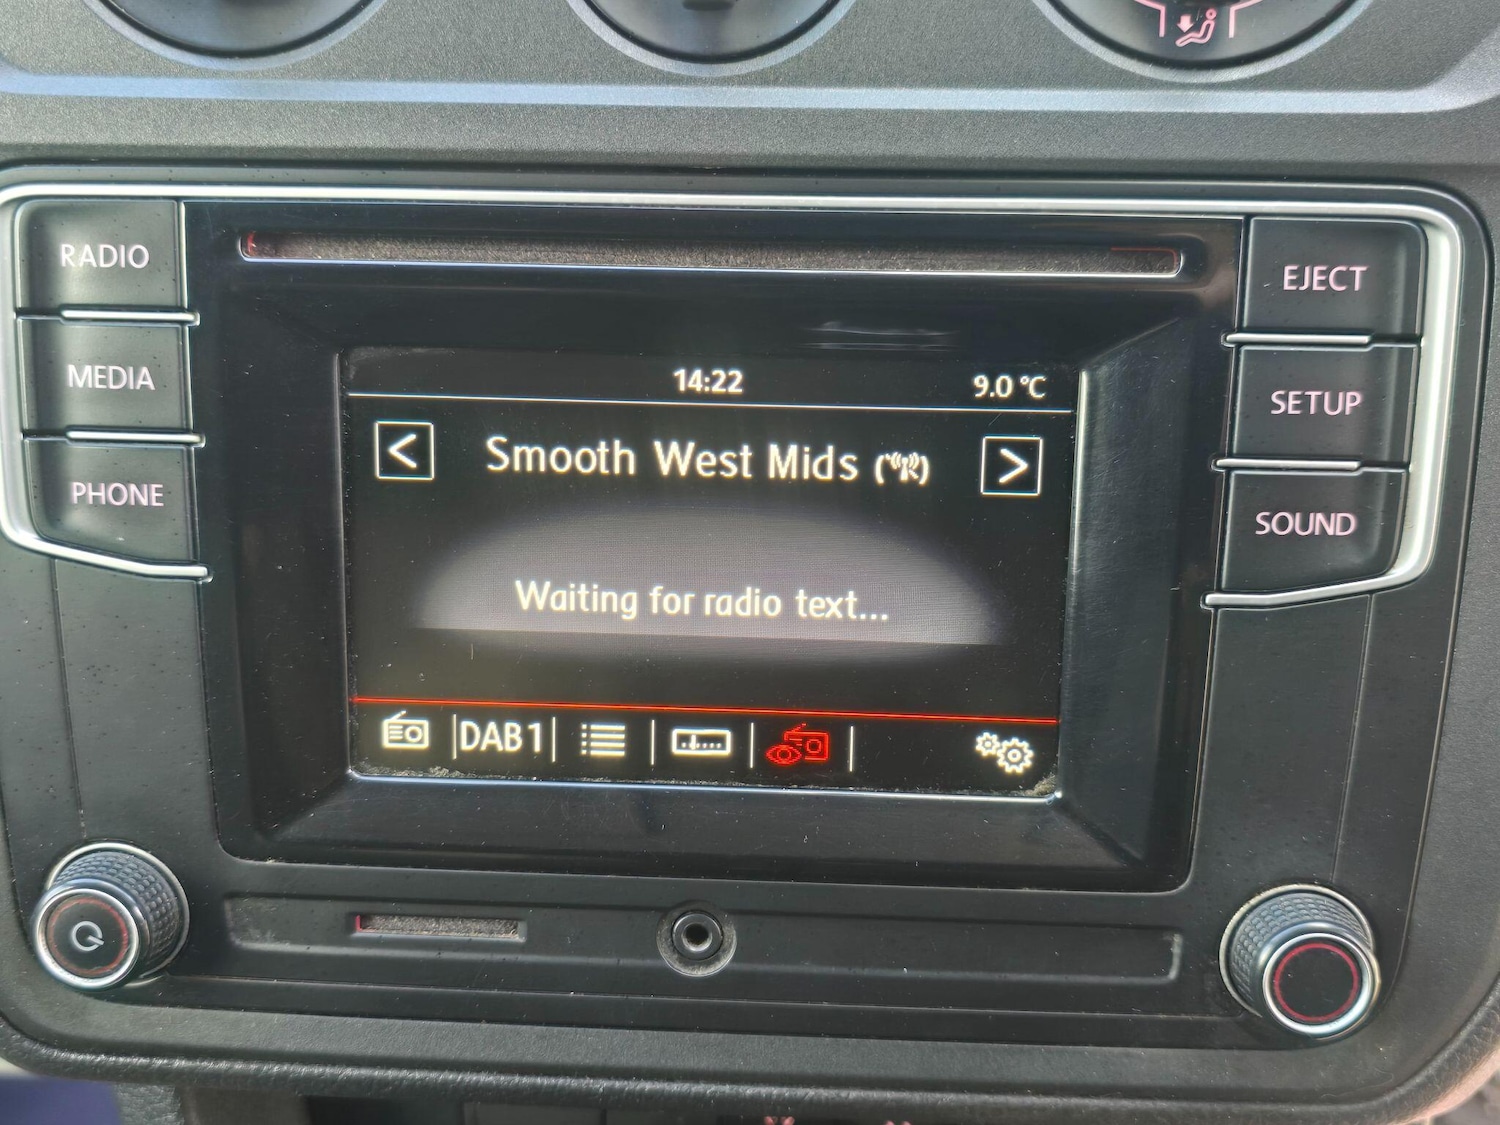 RADIO
MEDIA
PHONE
EJECT
SETUP
SOUND
14:22
9.0 °C
< Smooth West Mids >
Waiting for radio text...
DAB1